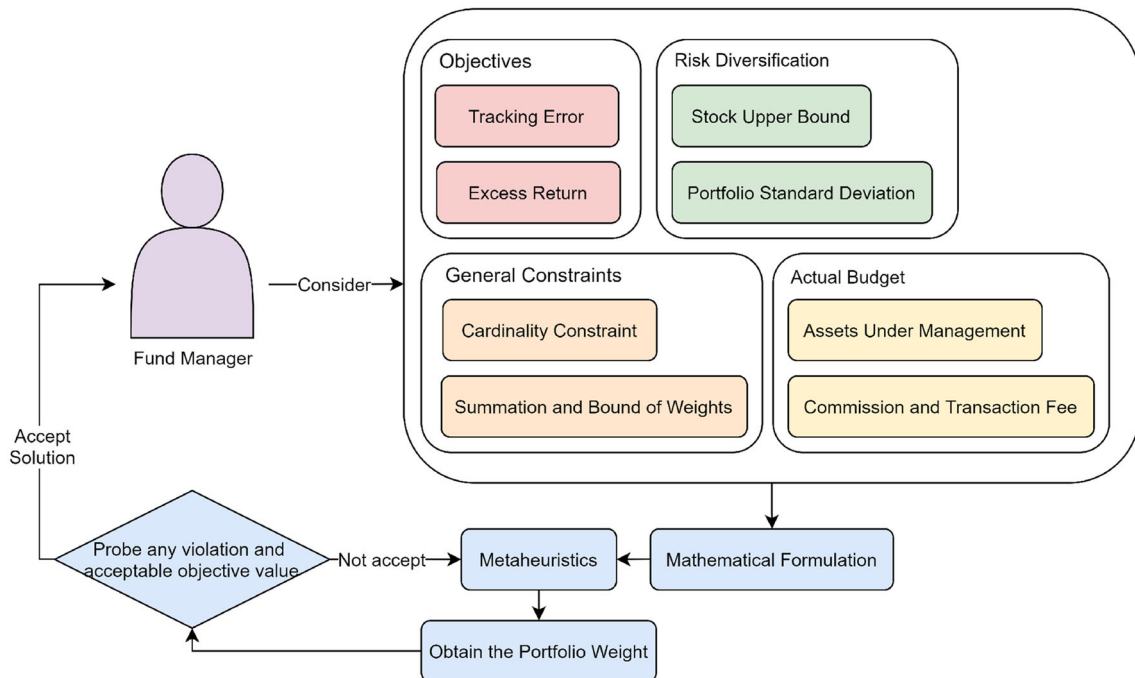 Objectives
Tracking Error
Excess Return
Risk Diversification
Stock Upper Bound
Portfolio Standard Deviation
Fund Manager
Consider
General Constraints
Cardinality Constraint
Summation and Bound of Weights
Actual Budget
Assets Under Management
Commission and Transaction Fee
Accept
Solution
Probe any violation and
acceptable objective value
Not accept
Metaheuristics
Mathematical Formulation
Obtain the Portfolio Weight